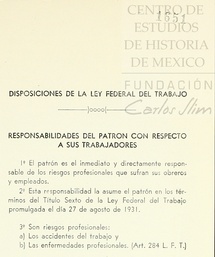 CENTRO DE
1651
ESTUDIOS
DE HISTORIA
DE MEXICO
FUNDACIÓN
Carlos Slim
DISPOSICIONES DE LA LEY FEDERAL DEL TRABAJO
RESPONSABILIDADES DEL PATRON CON RESPECTO
A SUS TRABAJADORES
1º El patrón es el inmediato y directamente respon-
sable de los riesgos profesionales que sufran sus obreros
y empleados.
2º Esta responsabilidad la asume el patrón en los tér-
minos del Título Sexto de la Ley Federal del Trabajo
promulgada el día 27 de agosto de 1931.
3º Son riesgos profesionales:
a) Los accidentes del trabajo y
b) Las enfermedades profesionales. (Art. 284 L. F. T.)